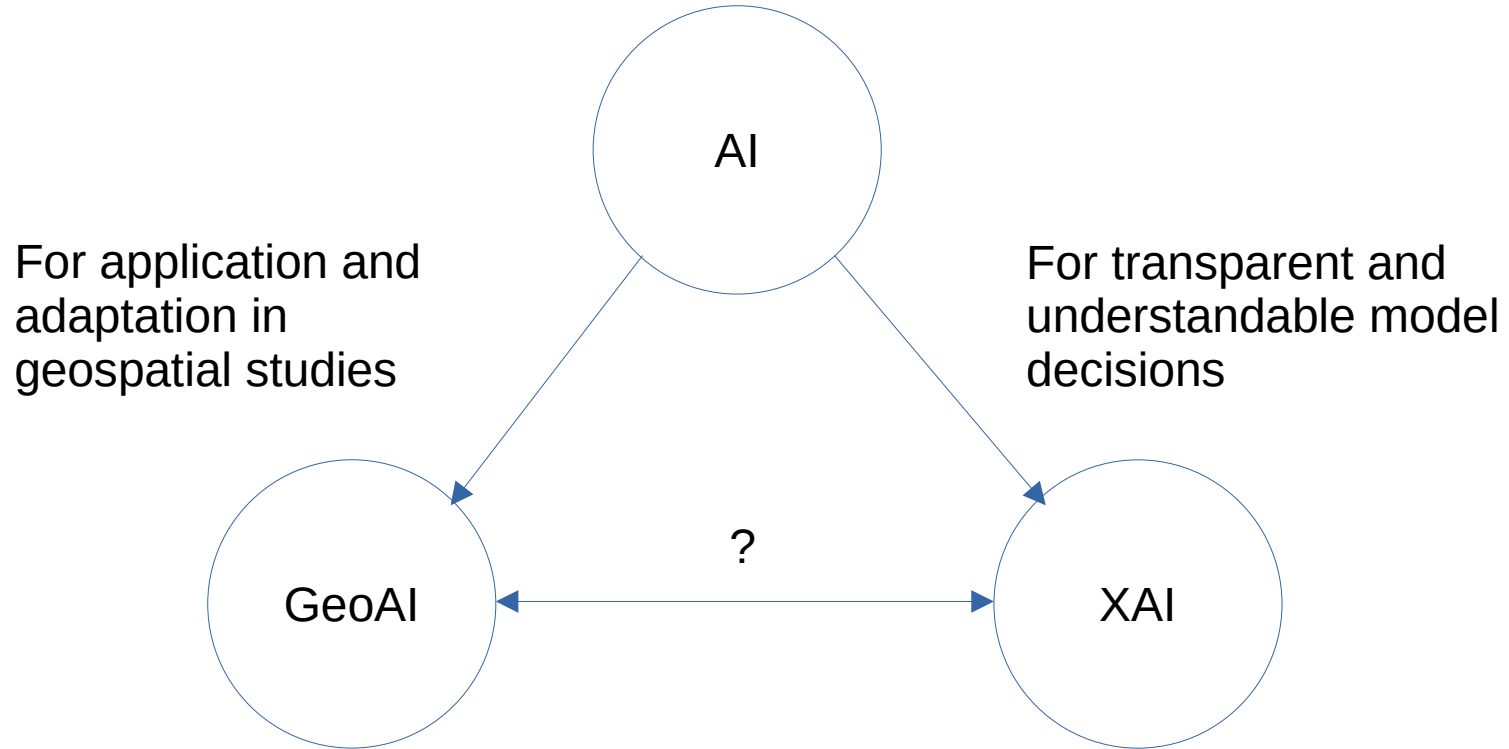 AI
For application and
adaptation in
geospatial studies
For transparent and
understandable model
decisions
?
GeoAI
XAI